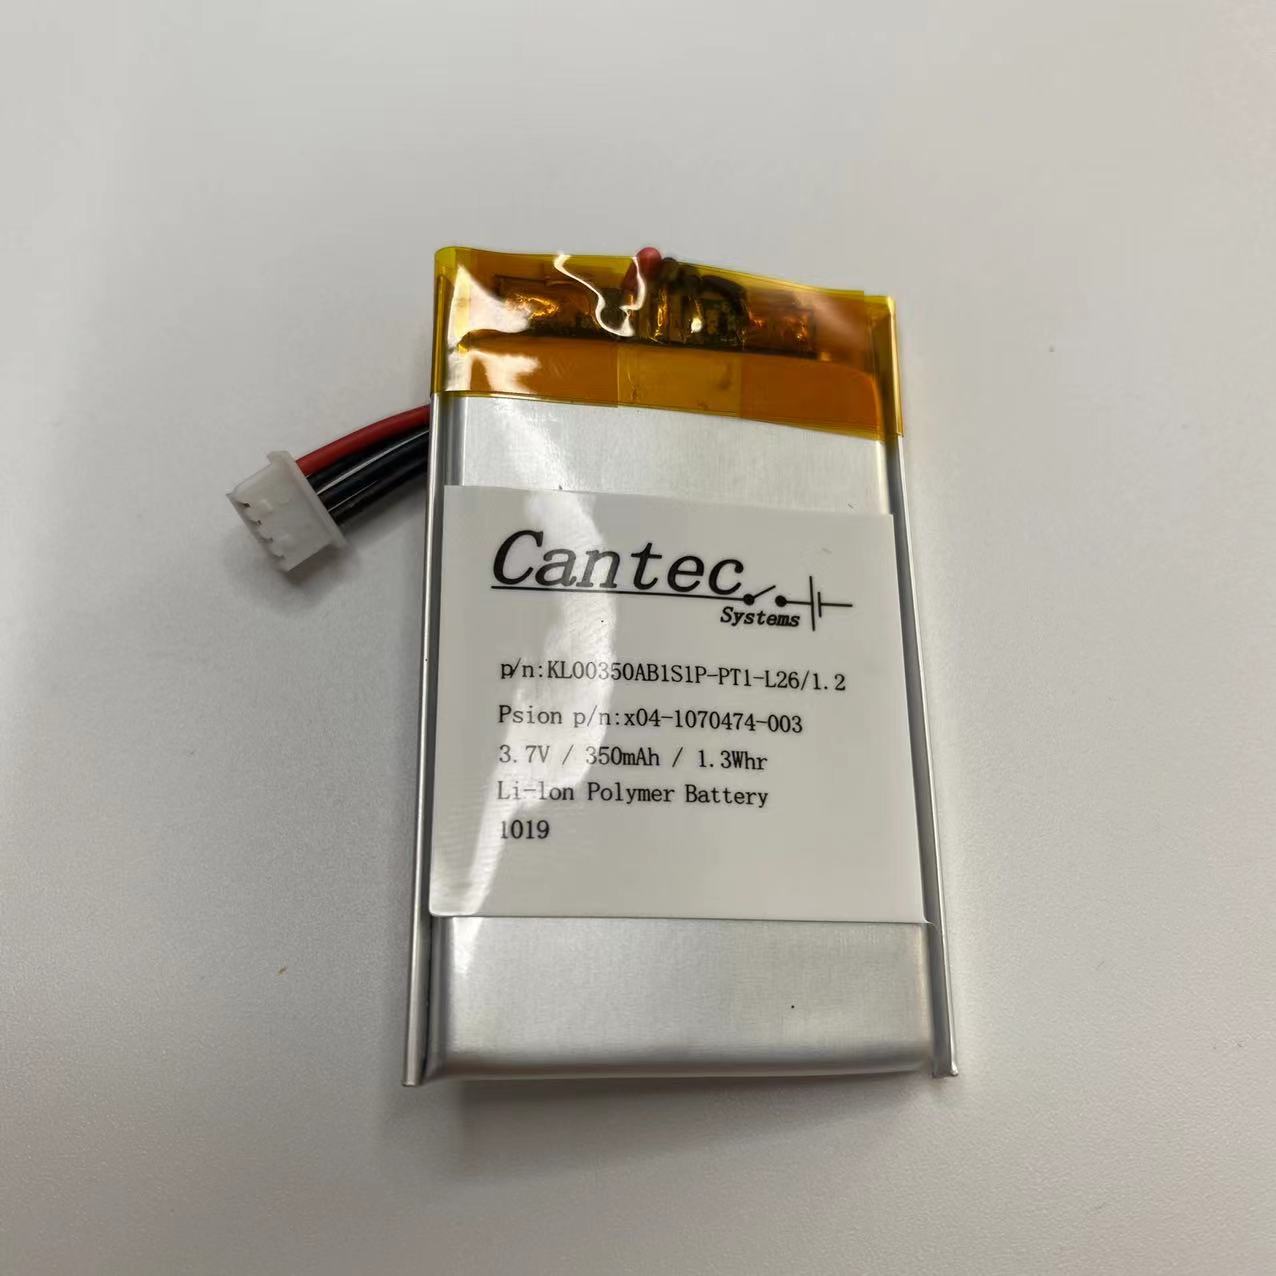 Cantec
Systems
p/n:KL00350AB1S1P-PT1-L26/1.2
Psion p/n:x04-1070474-003
3.7V / 350mAh / 1.3Whr
Li-lon Polymer Battery
1019